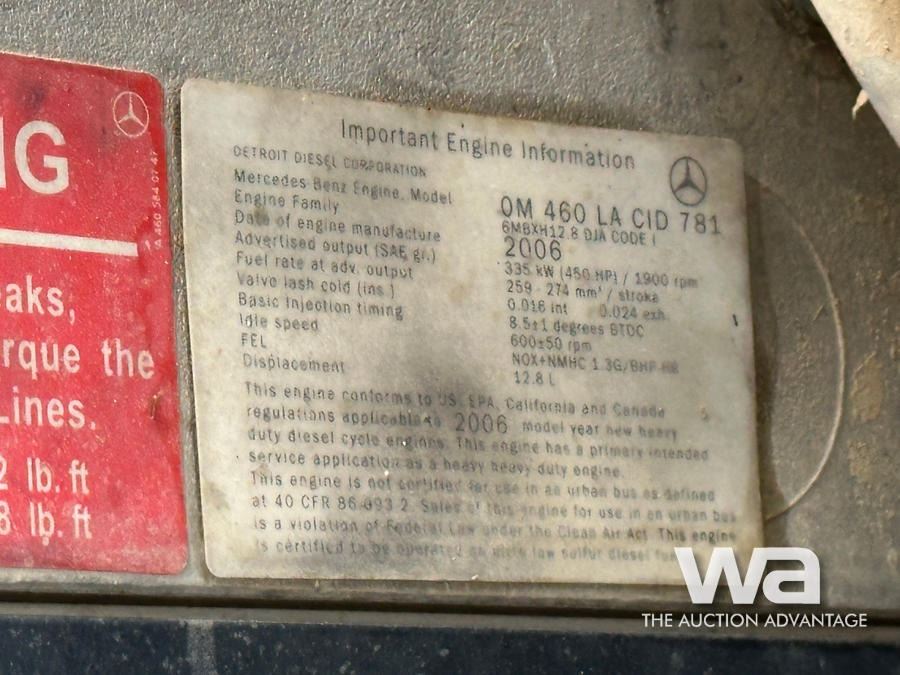 NG
A 460 584 07 47
eaks,
rque the
Lines.
2 lb. ft
8 lb. ft
Important Engine Information
DETROIT DIESEL CORPORATION
Mercedes Benz Engine, Model OM 460 LA CID 781
Engine Family 6MBXH12.8 DJA CODE I
Date of engine manufacture 2006
Advertised output (SAE gr.) 335 kW (450 HP) / 1900 rpm
Fuel rate at adv. output 259 - 274 mm³ / stroke
Valve lash cold (ins.) 0.016 int 0.024 exh
Basic Injection timing 8.5±1 degrees BTDC
Idle speed 600±50 rpm
FEL NOX+NMHC 1.3G/BHP-HR
Displacement 12.8 L
This engine conforms to US. EPA, California and Canada
regulations applicable to 2006 model year new heavy
duty diesel cycle engines. This engine has a primary intended
service application as a heavy heavy duty engine.
This engine is not certified for use in an urban bus as defined
at 40 CFR 86 093 2. Sales of this engine for use in an urban bus
is a violation of Federal Law under the Clean Air Act. This engine
is certified to be operated on low sulfur diesel
wa
THE AUCTION ADVANTAGE